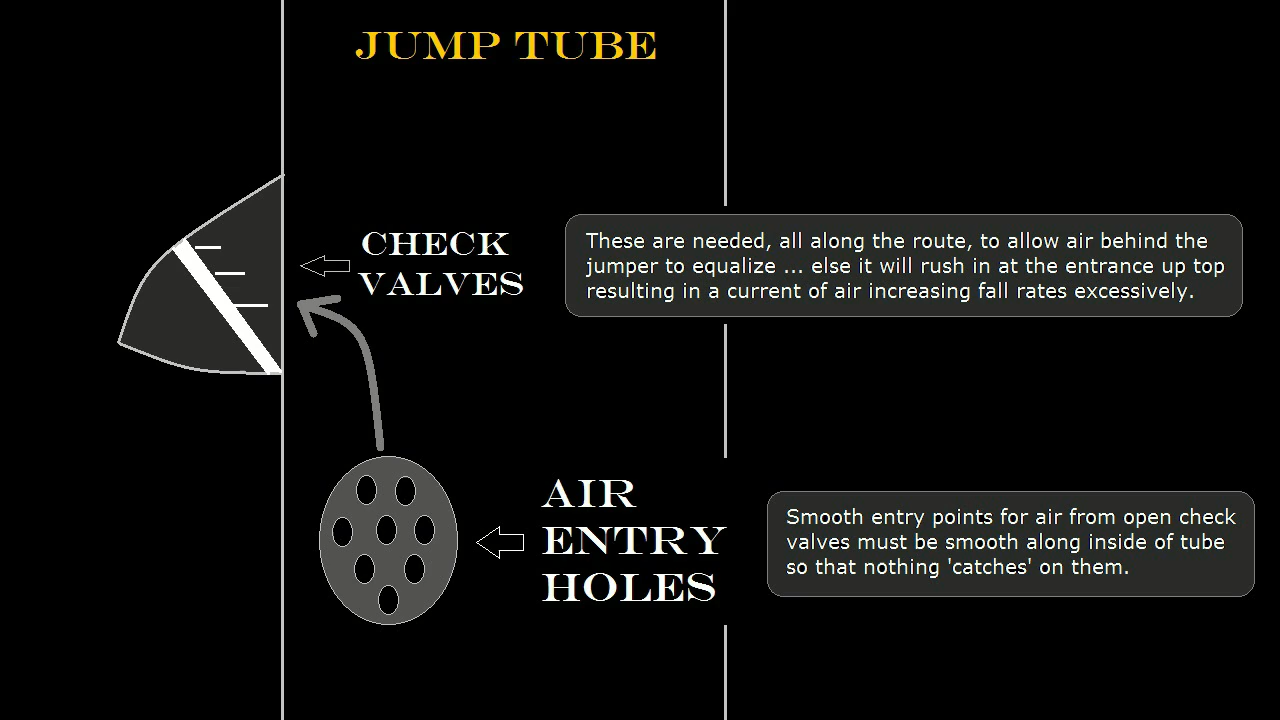 JUMP TUBE
CHECK
VALVES
These are needed, all along the route, to allow air behind the
jumper to equalize ... else it will rush in at the entrance up top
resulting in a current of air increasing fall rates excessively.
AIR
ENTRY
HOLES
Smooth entry points for air from open check
valves must be smooth along inside of tube
so that nothing 'catches' on them.